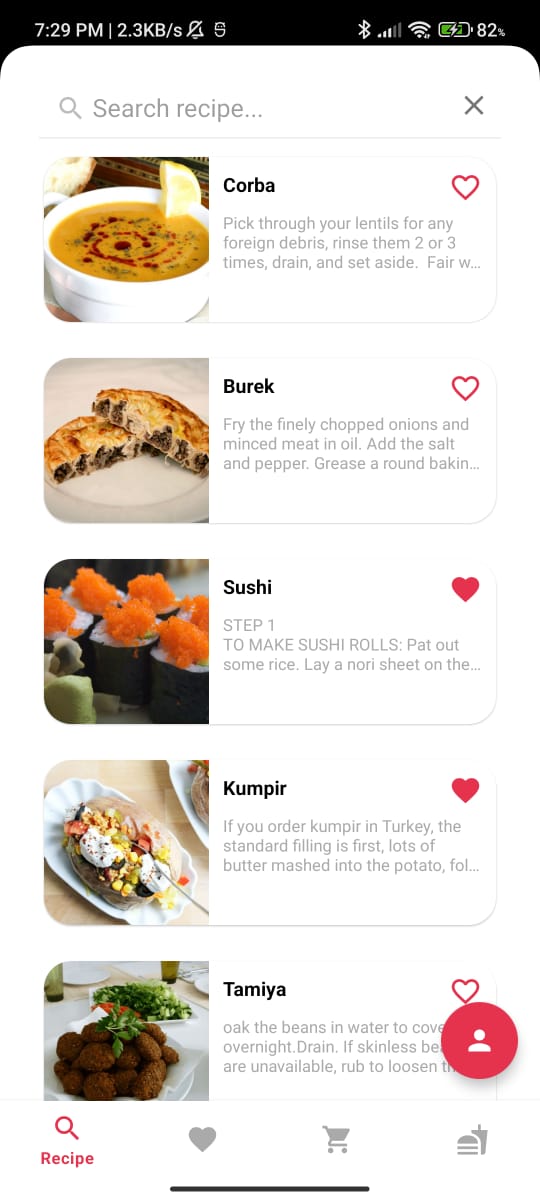 7:29 PM | 2.3KB/s
82%
Search recipe...
Corba
Pick through your lentils for any
foreign debris, rinse them 2 or 3
times, drain, and set aside.  Fair w...
Burek
Fry the finely chopped onions and
minced meat in oil. Add the salt
and pepper. Grease a round bakin...
Sushi
STEP 1
TO MAKE SUSHI ROLLS: Pat out
some rice. Lay a nori sheet on the...
Kumpir
If you order kumpir in Turkey, the
standard filling is first, lots of
butter mashed into the potato, fol...
Tamiya
oak the beans in water to cove
overnight.Drain. If skinless be
are unavailable, rub to loosen
Recipe